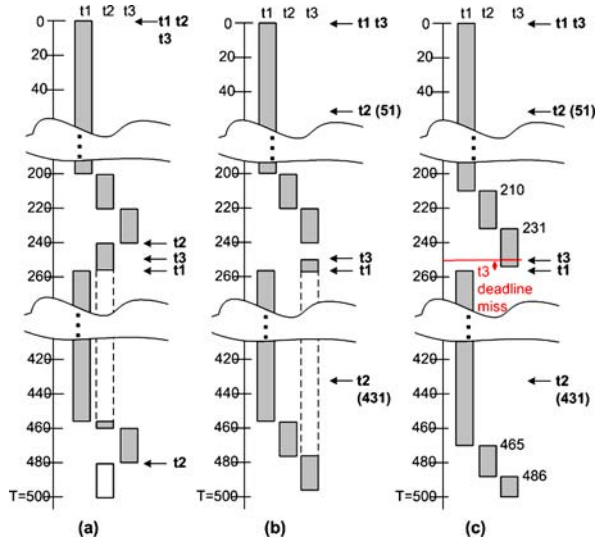 t1 t2 t3
0
t1 t2
t3
20
40
200
220
240
t2
t3
260
t1
420
440
460
480
t2
T=500
(a)
t1 t2 t3
0
t1 t3
20
40
t2 (51)
200
220
240
t3
260
t1
420
440
t2
(431)
460
480
T=500
(b)
t1 t2 t3
0
t1 t3
20
40
t2 (51)
200
210
220
231
240
t3
260
t1
t3
deadline
miss
420
440
t2
(431)
460
465
480
486
T=500
(c)